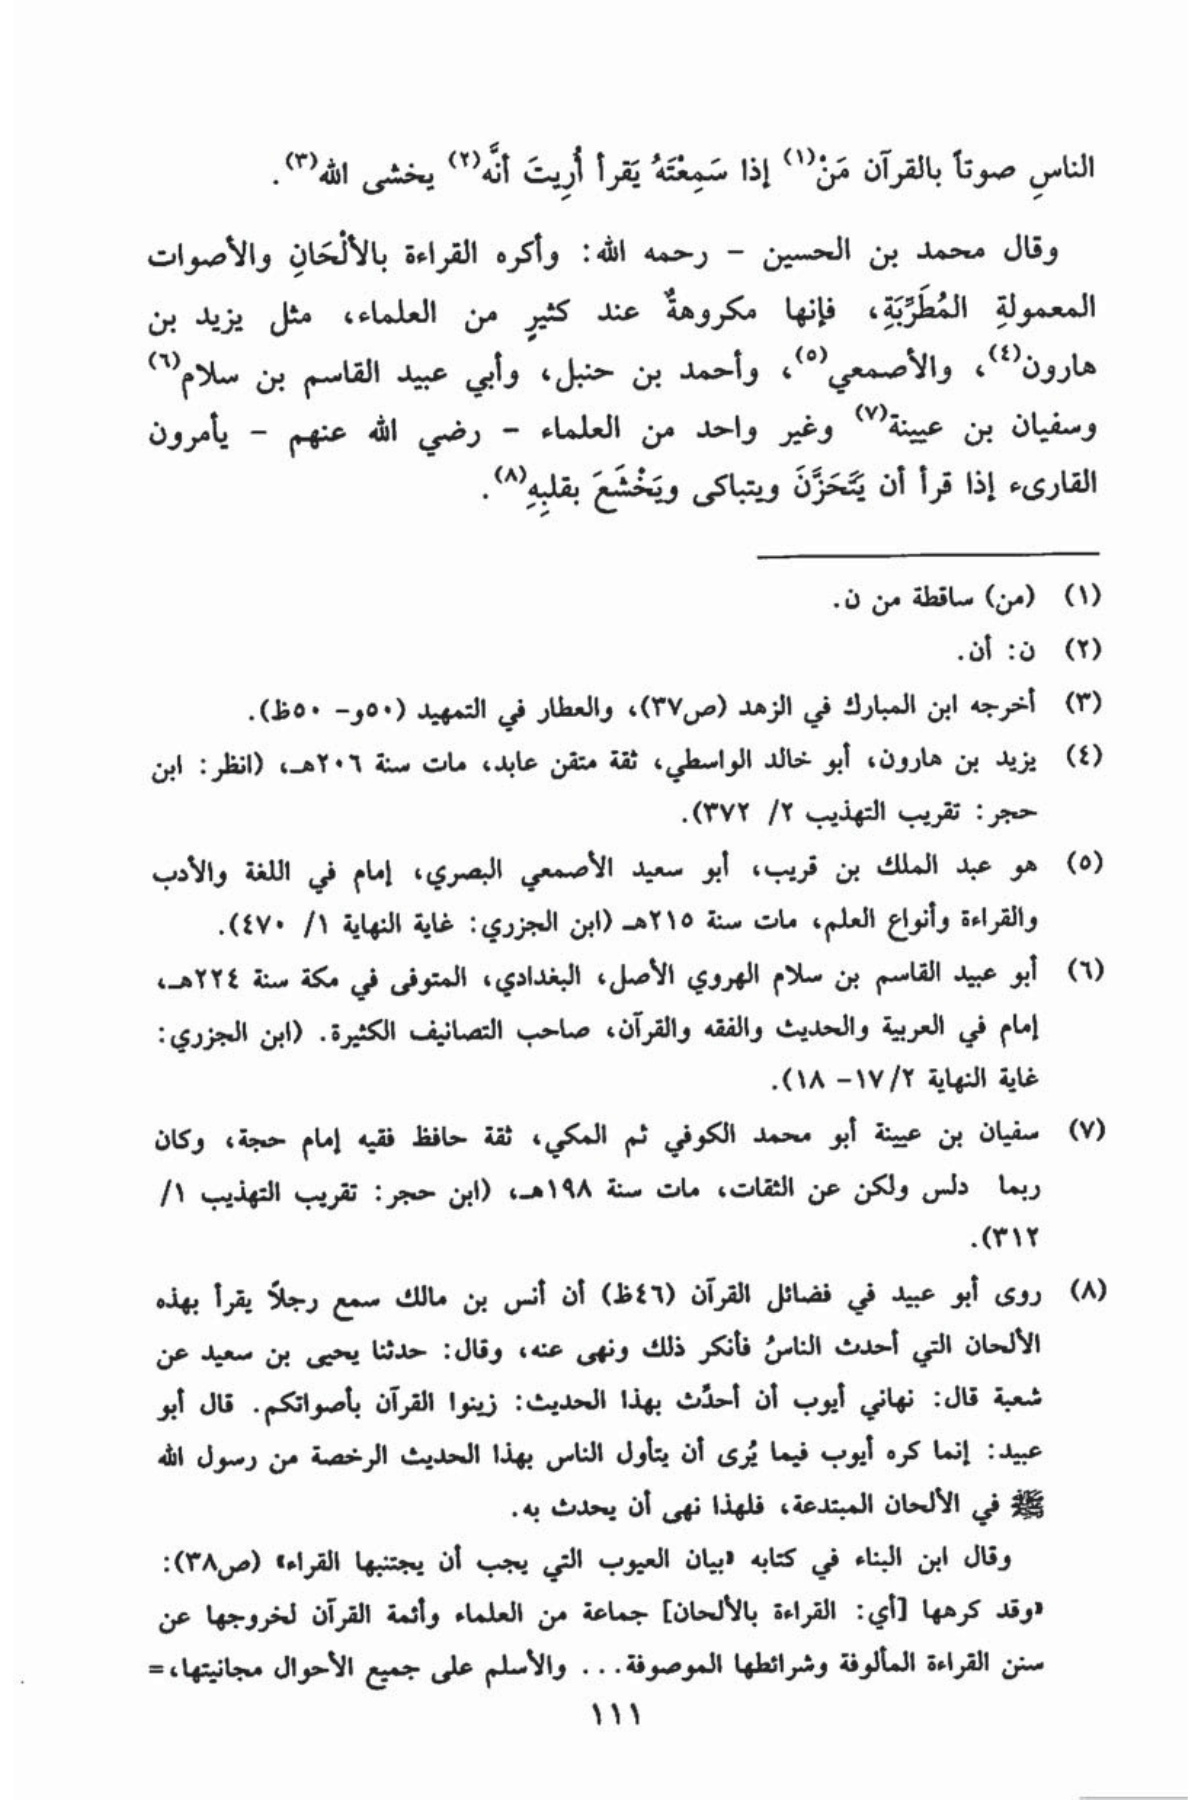 الناسِ صوتاً بالقرآن مَنْ(١) إذا سَمِعْتَهُ يَقرأ أُرِيتَ أنَّه(٢) يخشى الله(٣).
وقال محمد بن الحسين – رحمه الله: وأكره القراءة بالألْحَانِ والأصوات
المعمولةِ المُطَرِّبَةِ، فإنها مكروهةٌ عند كثيرٍ من العلماء، مثل يزيد بن
هارون(٤)، والأصمعي(٥)، وأحمد بن حنبل، وأبي عبيد القاسم بن سلام(٦)
وسفيان بن عيينة(٧) وغير واحد من العلماء – رضي الله عنهم – يأمرون
القارىء إذا قرأ أن يَتَحَزَّنَ ويتباكى ويَخْشَعَ بقلبِهِ(٨).
(١) (من) ساقطة من ن.
(٢) ن: أن.
(٣) أخرجه ابن المبارك في الزهد (ص٣٧)، والعطار في التمهيد (٥٠و– ٥٠ظ).
(٤) يزيد بن هارون، أبو خالد الواسطي، ثقة متقن عابد، مات سنة ٢٠٦هـ، (انظر: ابن
حجر: تقريب التهذيب ٢/ ٣٧٢).
(٥) هو عبد الملك بن قريب، أبو سعيد الأصمعي البصري، إمام في اللغة والأدب
والقراءة وأنواع العلم، مات سنة ٢١٥هـ (ابن الجزري: غاية النهاية ١/ ٤٧٠).
(٦) أبو عبيد القاسم بن سلام الهروي الأصل، البغدادي، المتوفى في مكة سنة ٢٢٤هـ،
إمام في العربية والحديث والفقه والقرآن، صاحب التصانيف الكثيرة. (ابن الجزري:
غاية النهاية ٢/ ١٧– ١٨).
(٧) سفيان بن عيينة أبو محمد الكوفي ثم المكي، ثقة حافظ فقيه إمام حجة، وكان
ربما دلس ولكن عن الثقات، مات سنة ١٩٨هـ، (ابن حجر: تقريب التهذيب ١/
٣١٢).
(٨) روى أبو عبيد في فضائل القرآن (٤٦ظ) أن أنس بن مالك سمع رجلاً يقرأ بهذه
الألحان التي أحدث الناسُ فأنكر ذلك ونهى عنه، وقال: حدثنا يحيى بن سعيد عن
شعبة قال: نهاني أيوب أن أحدَّث بهذا الحديث: زينوا القرآن بأصواتكم. قال أبو
عبيد: إنما كره أيوب فيما يُرى أن يتأول الناس بهذا الحديث الرخصة من رسول الله
ﷺ في الألحان المبتدعة، فلهذا نهى أن يحدث به.
وقال ابن البناء في كتابه «بيان العيوب التي يجب أن يجتنبها القراء» (ص٣٨):
«وقد كرهها [أي: القراءة بالألحان] جماعة من العلماء وأئمة القرآن لخروجها عن
سنن القراءة المألوفة وشرائطها الموصوفة... والأسلم على جميع الأحوال مجانيتها،=
١١١